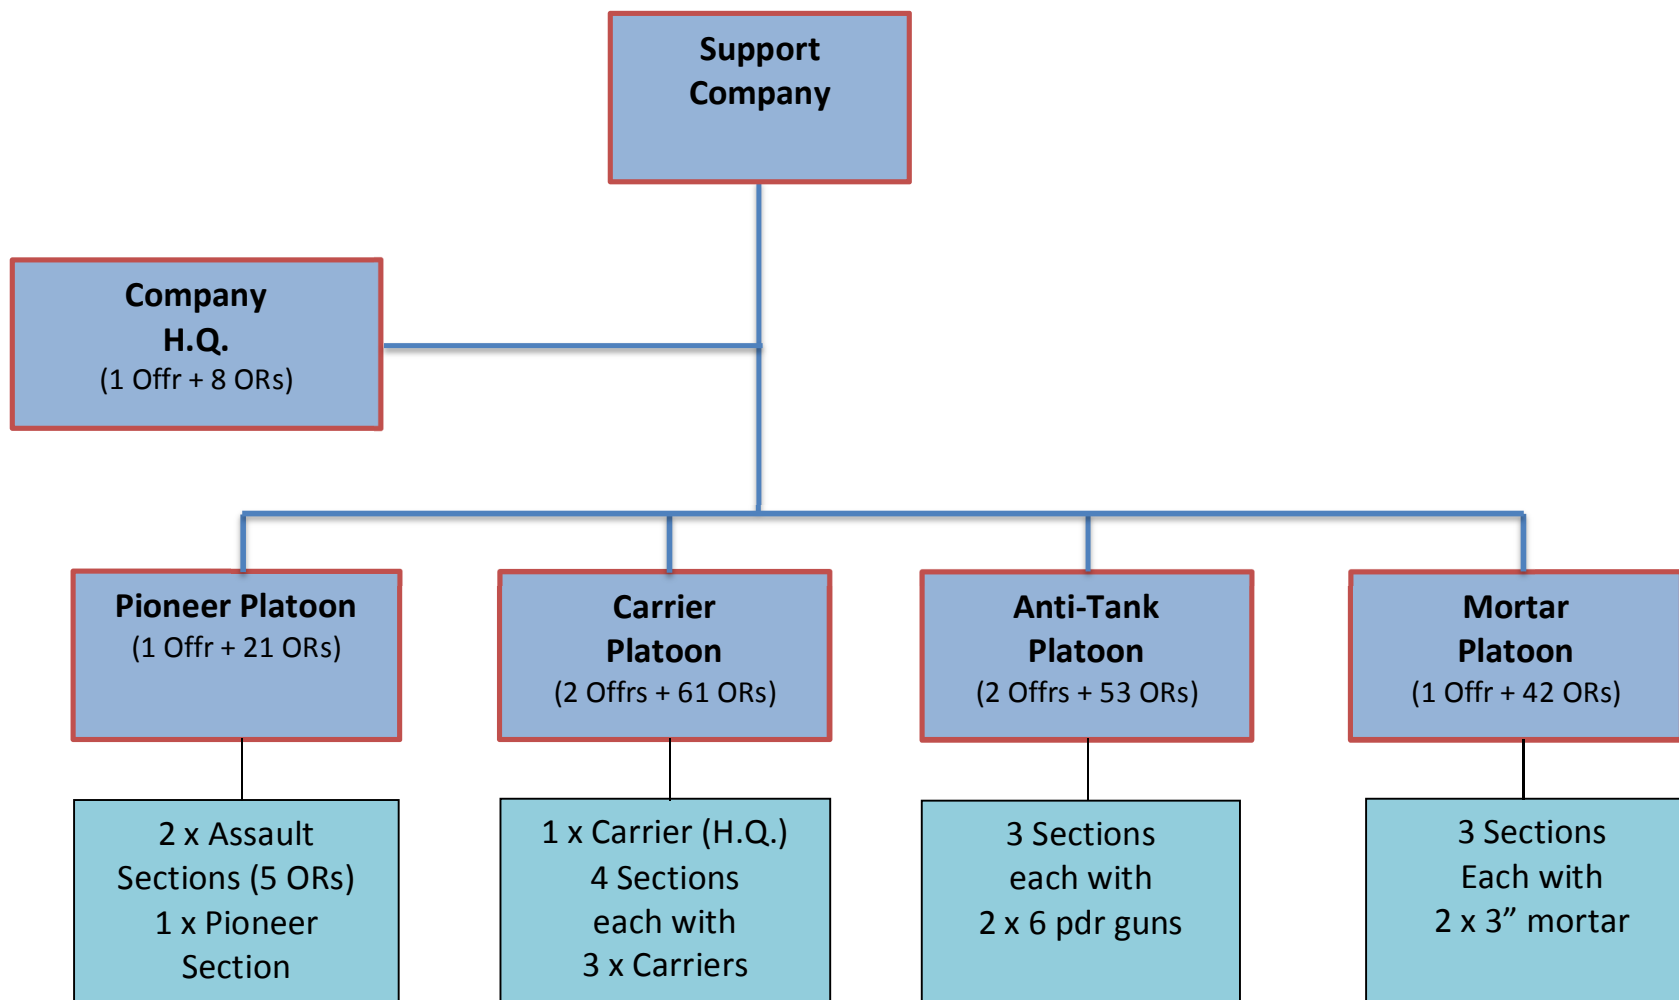 Support
Company
Company
H.Q.
(1 Offr + 8 ORs)
Pioneer Platoon
(1 Offr + 21 ORs)
Carrier
Platoon
(2 Offrs + 61 ORs)
Anti-Tank
Platoon
(2 Offrs + 53 ORs)
Mortar
Platoon
(1 Offr + 42 ORs)
2 x Assault
Sections (5 ORs)
1 x Pioneer
Section
1 x Carrier (H.Q.)
4 Sections
each with
3 x Carriers
3 Sections
each with
2 x 6 pdr guns
3 Sections
Each with
2 x 3” mortar